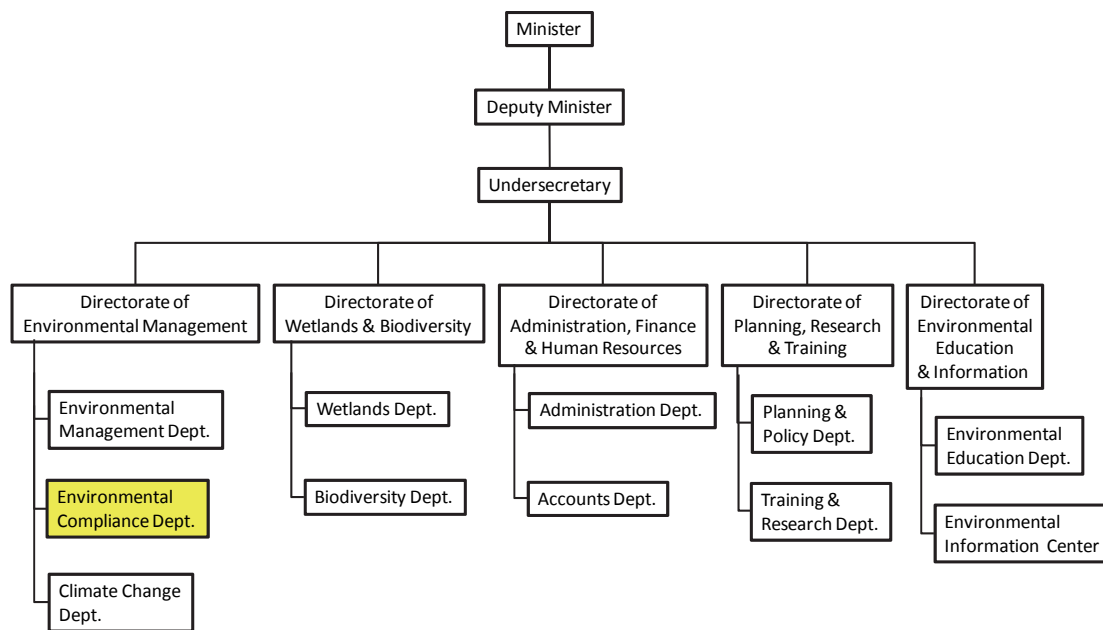 Minister
Deputy Minister
Undersecretary
Directorate of
Environmental Management
Directorate of
Wetlands & Biodiversity
Directorate of
Administration, Finance
& Human Resources
Directorate of
Planning, Research
& Training
Directorate of
Environmental
Education
& Information
Environmental
Management Dept.
Environmental
Compliance Dept.
Climate Change
Dept.
Wetlands Dept.
Biodiversity Dept.
Administration Dept.
Accounts Dept.
Planning &
Policy Dept.
Training &
Research Dept.
Environmental
Education Dept.
Environmental
Information Center